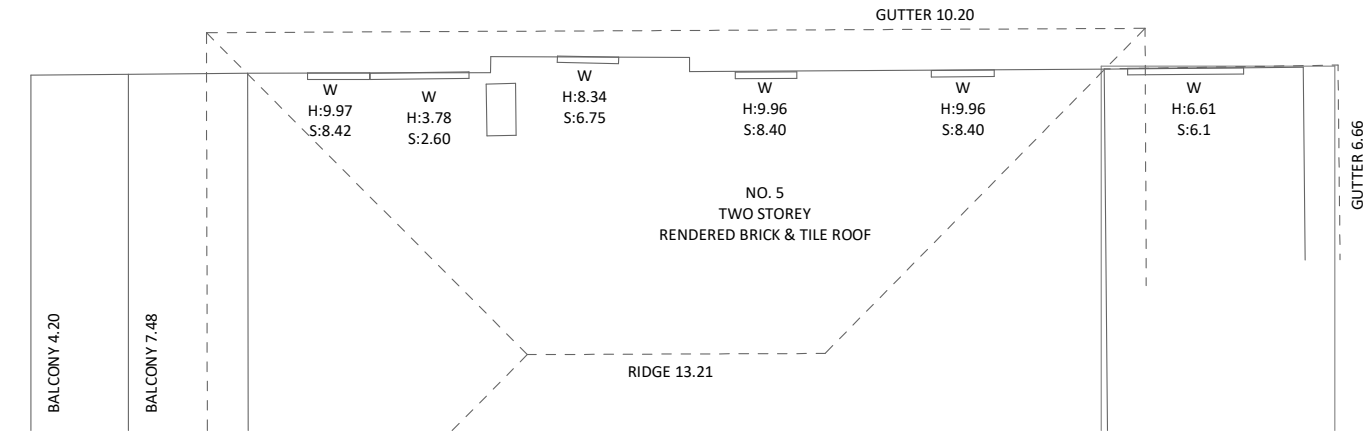 GUTTER 10.20
W
H:9.97
S:8.42
W
H:3.78
S:2.60
W
H:8.34
S:6.75
W
H:9.96
S:8.40
W
H:9.96
S:8.40
W
H:6.61
S:6.1
GUTTER 6.66
NO. 5
TWO STOREY
RENDERED BRICK & TILE ROOF
BALCONY 4.20
BALCONY 7.48
RIDGE 13.21